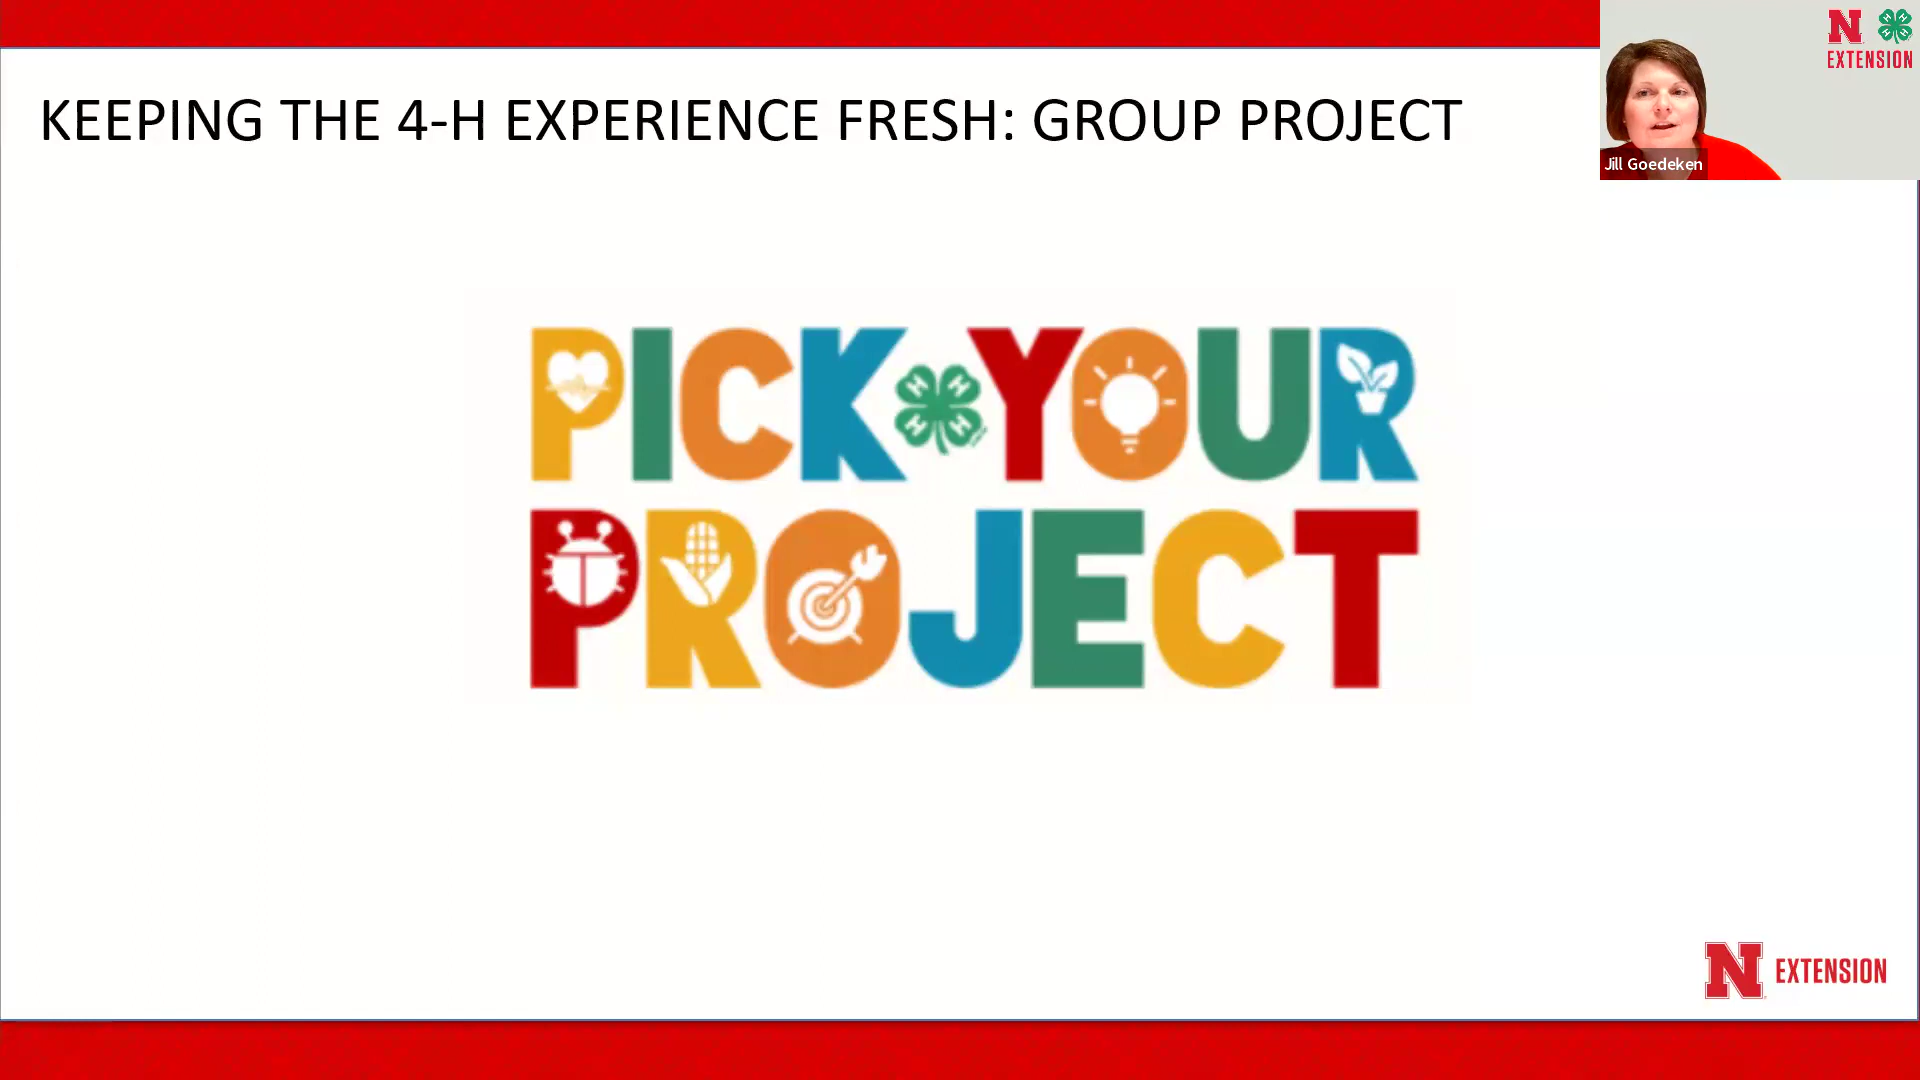 KEEPING THE 4-H EXPERIENCE FRESH: GROUP PROJECT
N
EXTENSION
Jill Goedeken
PICK YOUR
H H H H
PROJECT
N EXTENSION